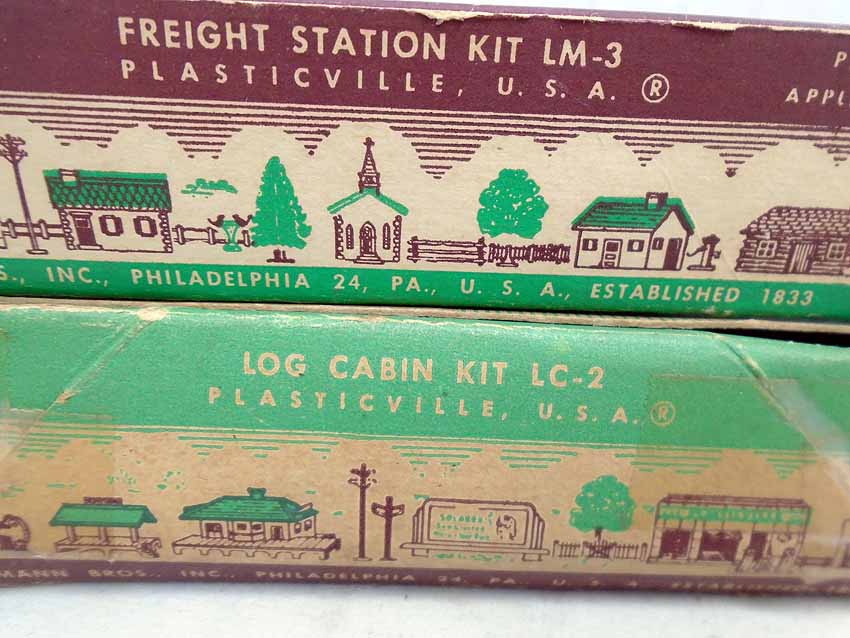 FREIGHT STATION KIT LM-3
PLASTICVILLE, U. S. A. ®
P
APPL
S., INC., PHILADELPHIA 24, PA., U. S. A., ESTABLISHED 1833
LOG CABIN KIT LC-2
PLASTICVILLE, U. S. A. ®
MANN BROS. INC., PHILADELPHIA 24, PA., U. S. A.